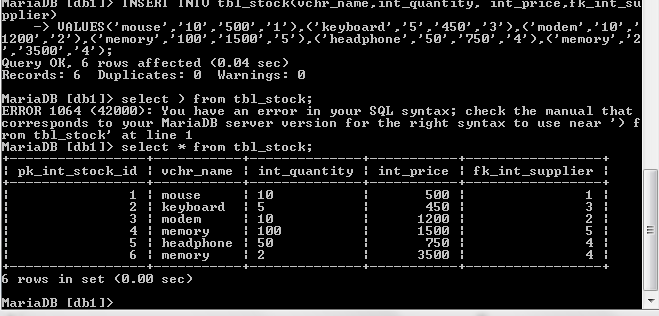 MariaDB [db1]> INSERT INTO tbl_stock(vchr_name,int_quantity, int_price,fk_int_su
pplier)
    -> VALUES('mouse','10','500','1'),('keyboard','5','450','3'),('modem','10','
1200','2'),('memory','100','1500','5'),('headphone','50','750','4'),('memory','2
','3500','4');
Query OK, 6 rows affected (0.04 sec)
Records: 6  Duplicates: 0  Warnings: 0
MariaDB [db1]> select ) from tbl_stock;
ERROR 1064 (42000): You have an error in your SQL syntax; check the manual that
corresponds to your MariaDB server version for the right syntax to use near ') f
rom tbl_stock' at line 1
MariaDB [db1]> select * from tbl_stock;
| pk_int_stock_id | vchr_name | int_quantity | int_price | fk_int_supplier |
| 1 | mouse | 10 | 500 | 1 |
| 2 | keyboard | 5 | 450 | 3 |
| 3 | modem | 10 | 1200 | 2 |
| 4 | memory | 100 | 1500 | 5 |
| 5 | headphone | 50 | 750 | 4 |
| 6 | memory | 2 | 3500 | 4 |
6 rows in set (0.00 sec)
MariaDB [db1]>